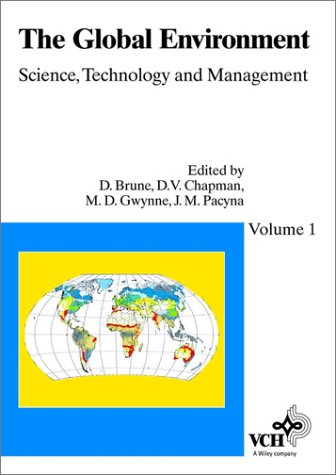 The Global Environment
Science, Technology and Management
Edited by
D. Brune, D.V. Chapman,
M. D. Gwynne, J. M. Pacyna
Volume 1
VCH
A Wiley company